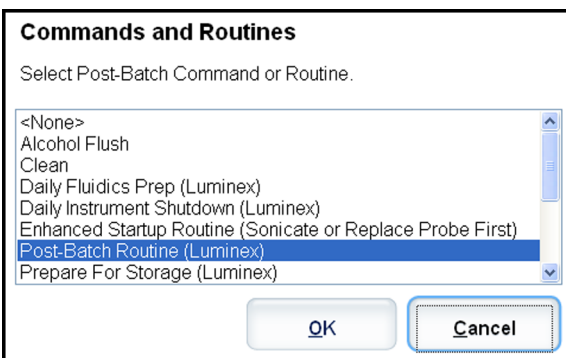 Commands and Routines
Select Post-Batch Command or Routine.
<None>
Alcohol Flush
Clean
Daily Fluidics Prep (Luminex)
Daily Instrument Shutdown (Luminex)
Enhanced Startup Routine (Sonicate or Replace Probe First)
Post-Batch Routine (Luminex)
Prepare For Storage (Luminex)
OK
Cancel